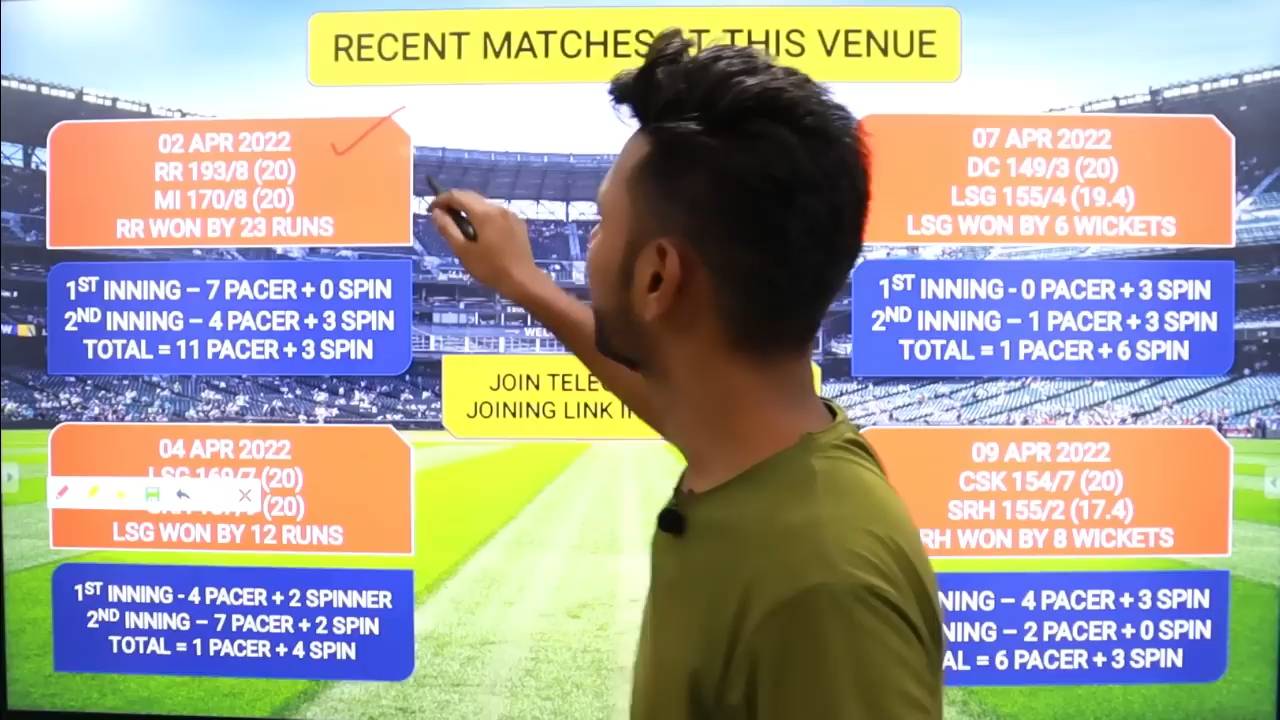 RECENT MATCHES AT THIS VENUE
02 APR 2022
RR 193/8 (20)
MI 170/8 (20)
RR WON BY 23 RUNS
1ST INNING – 7 PACER + 0 SPIN
2ND INNING – 4 PACER + 3 SPIN
TOTAL = 11 PACER + 3 SPIN
07 APR 2022
DC 149/3 (20)
LSG 155/4 (19.4)
LSG WON BY 6 WICKETS
1ST INNING - 0 PACER + 3 SPIN
2ND INNING – 1 PACER + 3 SPIN
TOTAL = 1 PACER + 6 SPIN
JOIN
JOINING LINK
04 APR 2022
LSG 169/7 (20)
(20)
LSG WON BY 12 RUNS
1ST INNING - 4 PACER + 2 SPINNER
2ND INNING – 7 PACER + 2 SPIN
TOTAL = 1 PACER + 4 SPIN
09 APR 2022
CSK 154/7 (20)
SRH 155/2 (17.4)
RH WON BY 8 WICKETS
NING – 4 PACER + 3 SPIN
NING – 2 PACER + 0 SPIN
AL = 6 PACER + 3 SPIN